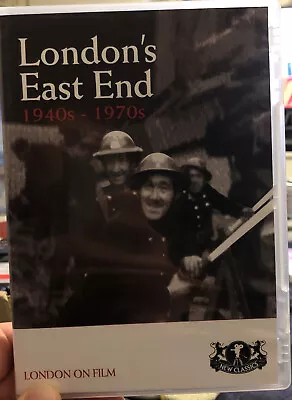 London's
East End
1940s - 1970s
LONDON ON FILM
NEW CLASSICS